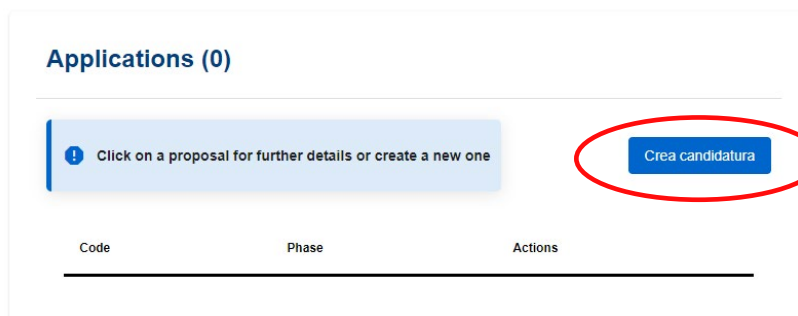 Applications (0)
Click on a proposal for further details or create a new one
Crea candidatura
Code Phase Actions